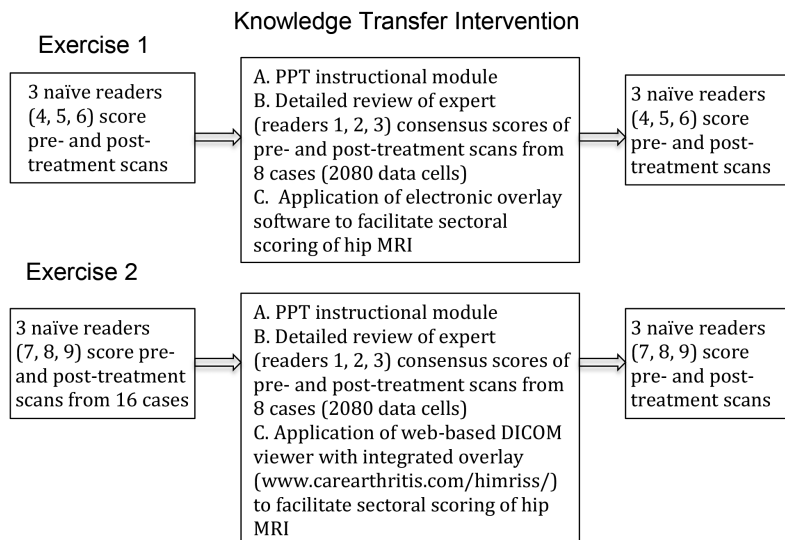 Knowledge Transfer Intervention
Exercise 1
3 naïve readers
(4, 5, 6) score
pre- and post-
treatment scans
A. PPT instructional module
B. Detailed review of expert
(readers 1, 2, 3) consensus scores of
pre- and post-treatment scans from
8 cases (2080 data cells)
C.  Application of electronic overlay
software to facilitate sectoral
scoring of hip MRI
3 naïve readers
(4, 5, 6) score
pre- and post-
treatment scans
Exercise 2
3 naïve readers
(7, 8, 9) score pre-
and post-treatment
scans from 16 cases
A. PPT instructional module
B. Detailed review of expert
(readers 1, 2, 3) consensus scores of
pre- and post-treatment scans from
8 cases (2080 data cells)
C. Application of web-based DICOM
viewer with integrated overlay
(www.carearthritis.com/himriss/)
to facilitate sectoral scoring of hip
MRI
3 naïve readers
(7, 8, 9) score
pre- and post-
treatment scans